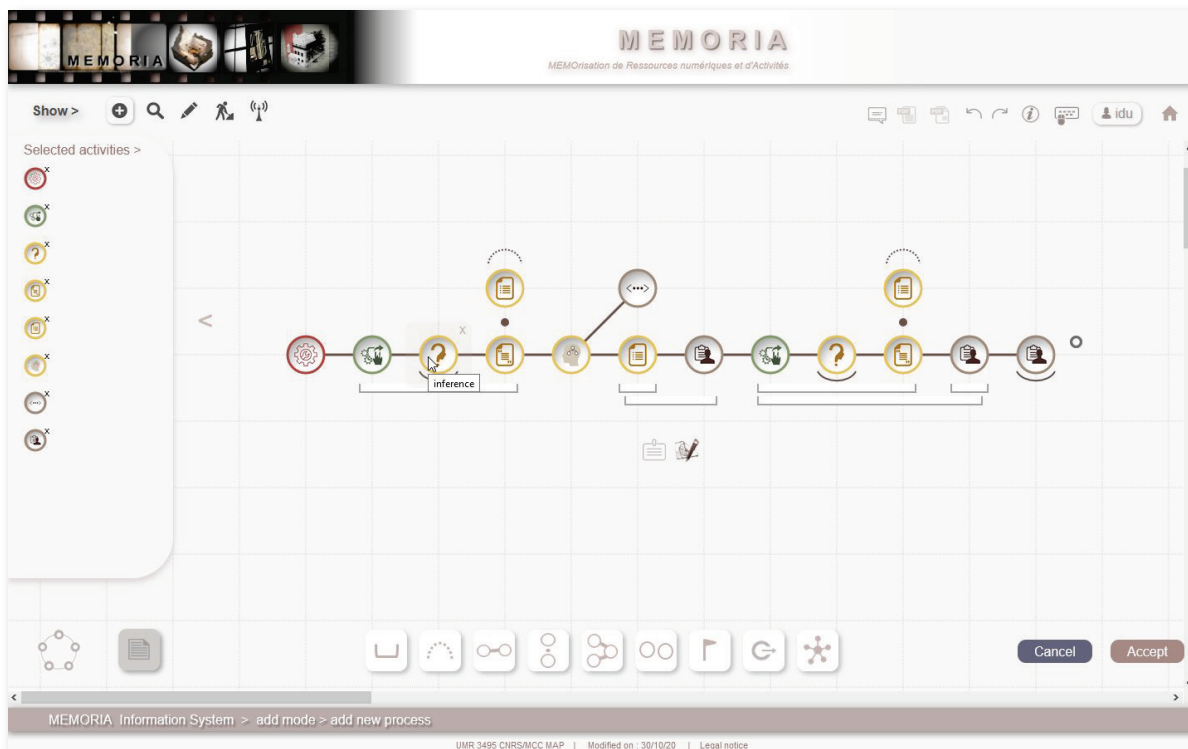 MEMORIA
MEMORIA
MEMOrisation de Ressources numériques et d'Activités
Show >
idu
Selected activities >
x
x
x
x
x
x
x
x
<
x
inference
Cancel
Accept
MEMORIA Information System > add mode > add new process
UMR 3495 CNRS/MCC MAP | Modified on : 30/10/20 | Legal notice